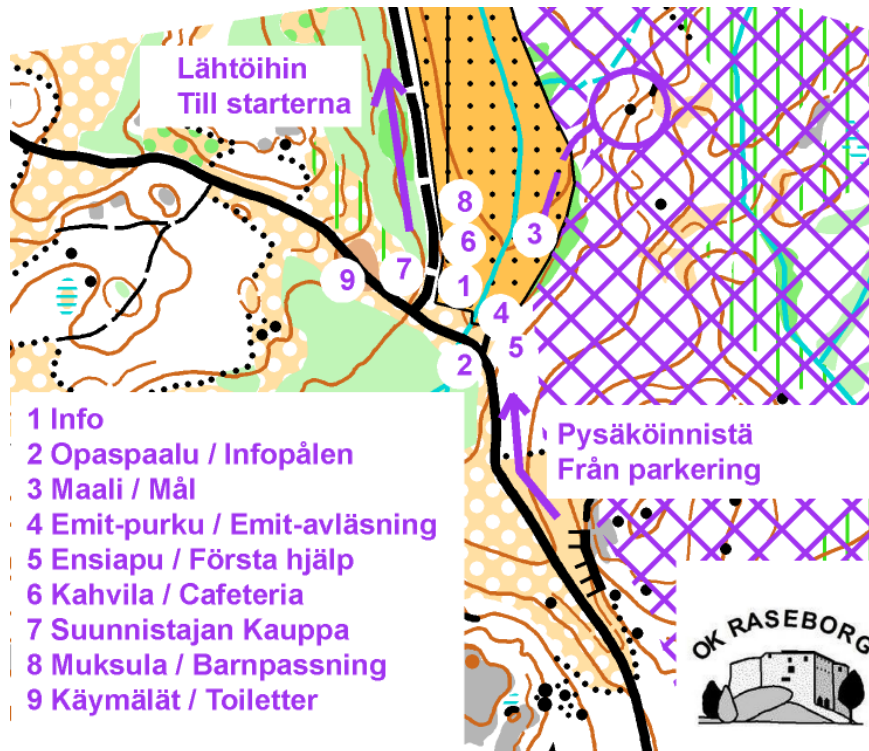 Lähtöihin
Till starterna
8
6
3
7
9
1
4
5
2
1 Info
2 Opaspaalu / Infopålen
3 Maali / Mål
4 Emit-purku / Emit-avläsning
5 Ensiapu / Första hjälp
6 Kahvila / Cafeteria
7 Suunnistajan Kauppa
8 Muksula / Barnpassning
9 Käymälät / Toiletter
Pysäköinnistä
Från parkering
OK RASEBORG